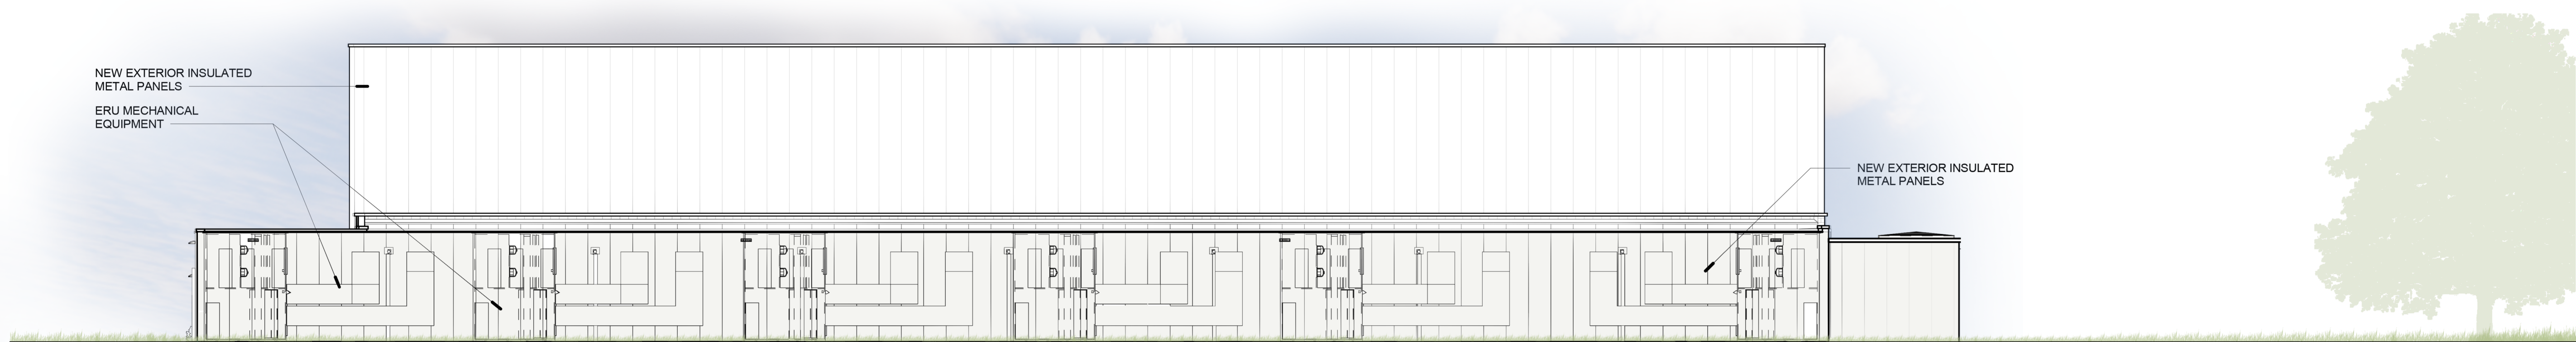 NEW EXTERIOR INSULATED
METAL PANELS
ERU MECHANICAL
EQUIPMENT
NEW EXTERIOR INSULATED
METAL PANELS